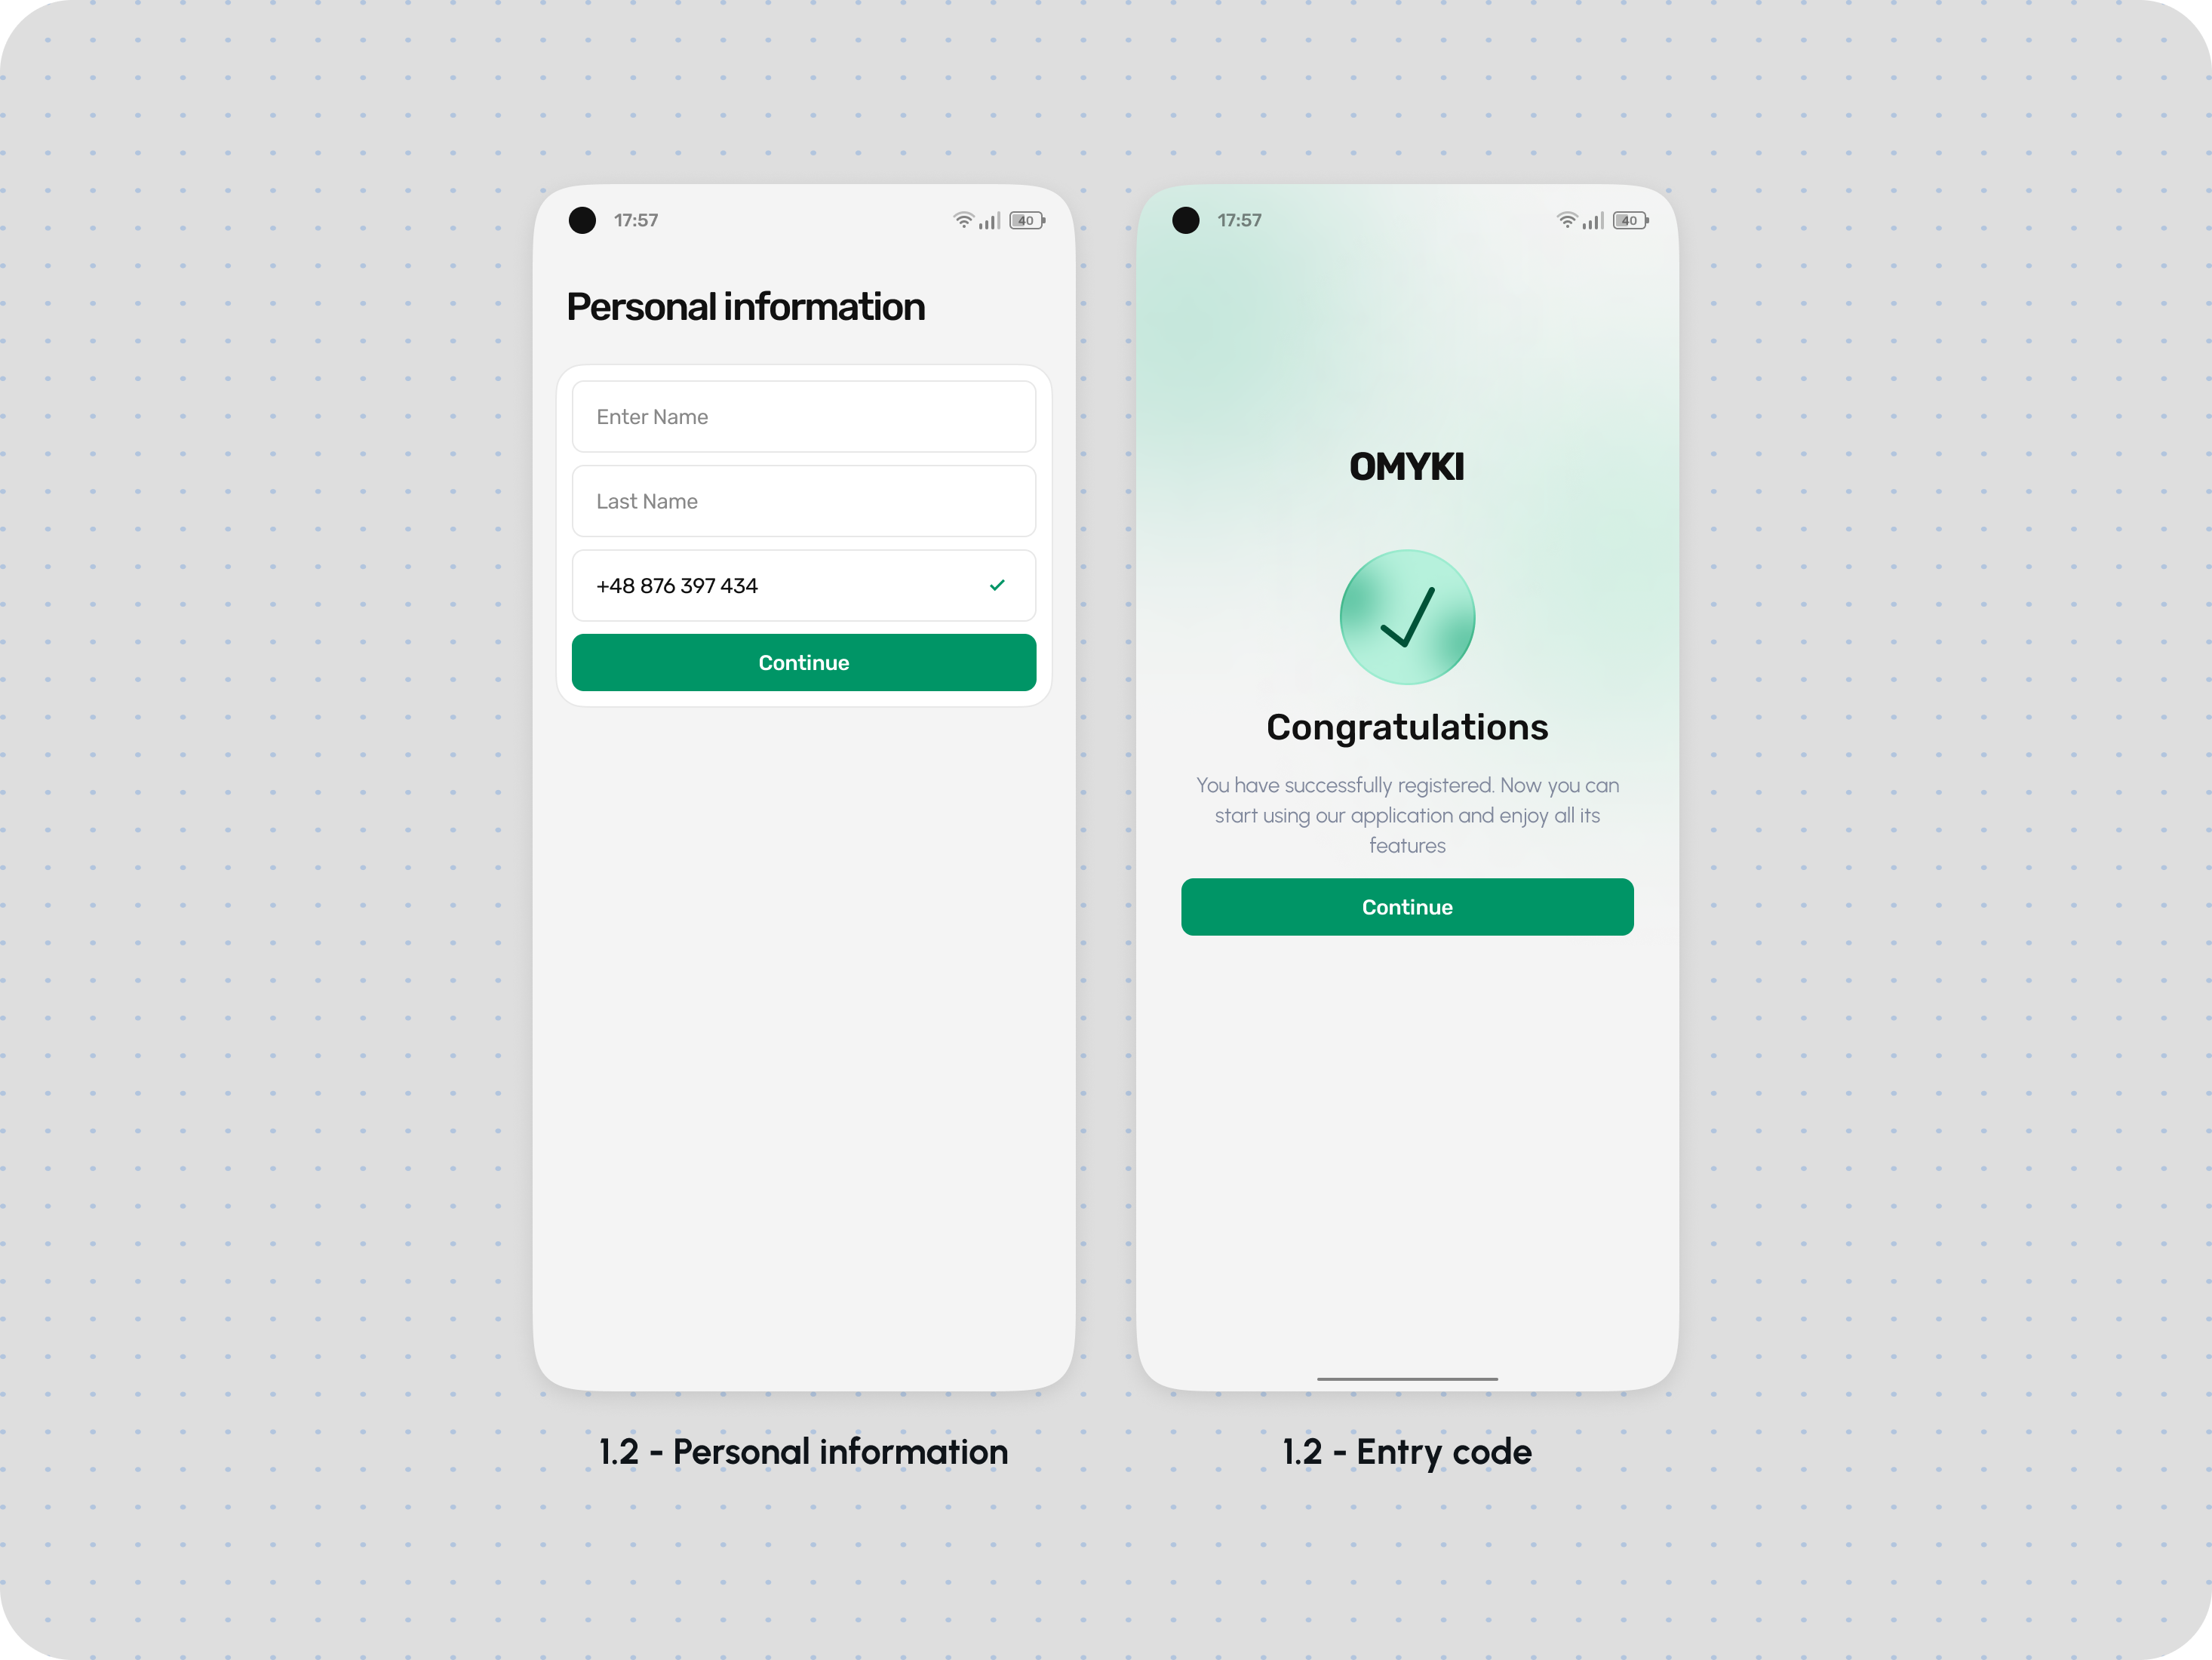 17:57
40
Personal information
Enter Name
Last Name
+48 876 397 434
Continue
1.2 - Personal information
17:57
40
OMYKI
Congratulations
You have successfully registered. Now you can
start using our application and enjoy all its
features
Continue
1.2 - Entry code